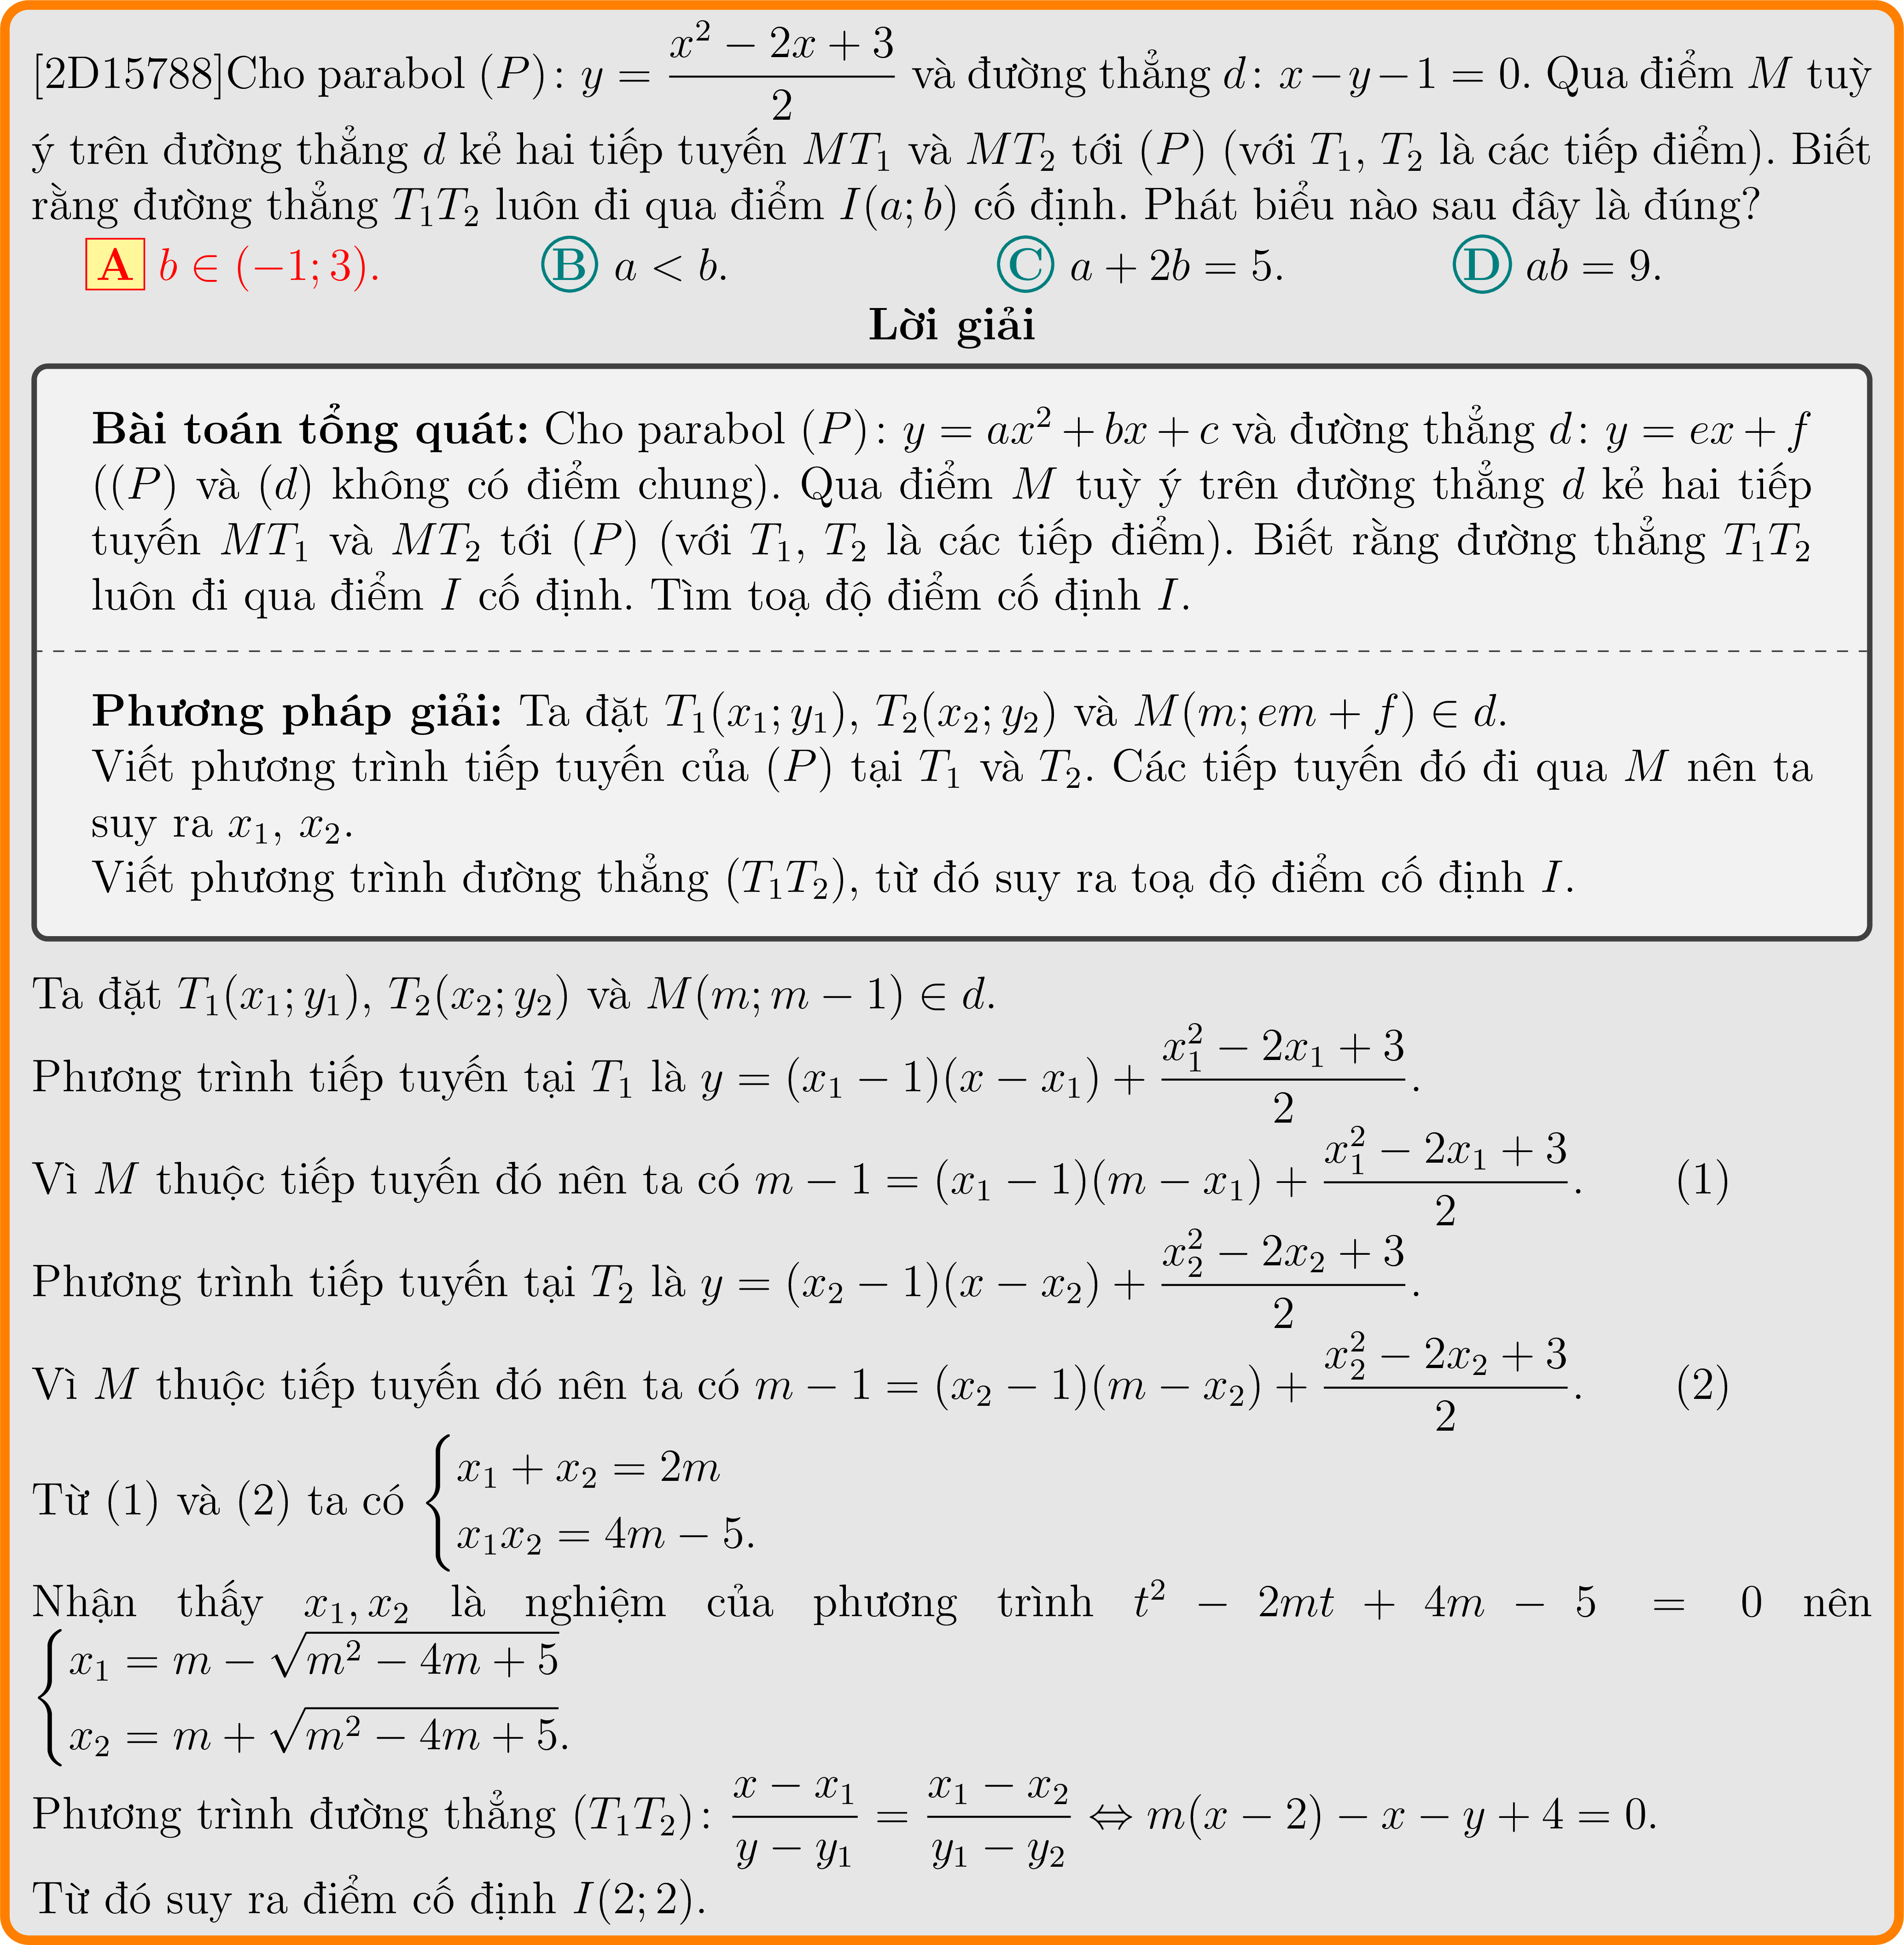 [2D15788]Cho parabol $(P)\colon y = \dfrac{x^2 - 2x + 3}{2}$ và đường thẳng $d\colon x - y - 1 = 0$. Qua điểm $M$ tuỳ
ý trên đường thẳng $d$ kẻ hai tiếp tuyến $MT_1$ và $MT_2$ tới $(P)$ (với $T_1$, $T_2$ là các tiếp điểm). Biết
rằng đường thẳng $T_1T_2$ luôn đi qua điểm $I(a; b)$ cố định. Phát biểu nào sau đây là đúng?
A $b \in (-1; 3)$. B $a < b$. C $a + 2b = 5$. D $ab = 9$.
Lời giải
Bài toán tổng quát: Cho parabol $(P)\colon y = ax^2 + bx + c$ và đường thẳng $d\colon y = ex + f$
($(P)$ và $(d)$ không có điểm chung). Qua điểm $M$ tuỳ ý trên đường thẳng $d$ kẻ hai tiếp
tuyến $MT_1$ và $MT_2$ tới $(P)$ (với $T_1$, $T_2$ là các tiếp điểm). Biết rằng đường thẳng $T_1T_2$
luôn đi qua điểm $I$ cố định. Tìm toạ độ điểm cố định $I$.
Phương pháp giải: Ta đặt $T_1(x_1; y_1)$, $T_2(x_2; y_2)$ và $M(m; em + f) \in d$.
Viết phương trình tiếp tuyến của $(P)$ tại $T_1$ và $T_2$. Các tiếp tuyến đó đi qua $M$ nên ta
suy ra $x_1$, $x_2$.
Viết phương trình đường thẳng $(T_1T_2)$, từ đó suy ra toạ độ điểm cố định $I$.
Ta đặt $T_1(x_1; y_1)$, $T_2(x_2; y_2)$ và $M(m; m - 1) \in d$.
Phương trình tiếp tuyến tại $T_1$ là $y = (x_1 - 1)(x - x_1) + \dfrac{x_1^2 - 2x_1 + 3}{2}$.
Vì $M$ thuộc tiếp tuyến đó nên ta có $m - 1 = (x_1 - 1)(m - x_1) + \dfrac{x_1^2 - 2x_1 + 3}{2}$. (1)
Phương trình tiếp tuyến tại $T_2$ là $y = (x_2 - 1)(x - x_2) + \dfrac{x_2^2 - 2x_2 + 3}{2}$.
Vì $M$ thuộc tiếp tuyến đó nên ta có $m - 1 = (x_2 - 1)(m - x_2) + \dfrac{x_2^2 - 2x_2 + 3}{2}$. (2)
Từ (1) và (2) ta có $\begin{cases} x_1 + x_2 = 2m \\ x_1x_2 = 4m - 5. \end{cases}$
Nhận thấy $x_1, x_2$ là nghiệm của phương trình $t^2 - 2mt + 4m - 5 = 0$ nên
$\begin{cases} x_1 = m - \sqrt{m^2 - 4m + 5} \\ x_2 = m + \sqrt{m^2 - 4m + 5}. \end{cases}$
Phương trình đường thẳng $(T_1T_2)\colon \dfrac{x - x_1}{y - y_1} = \dfrac{x_1 - x_2}{y_1 - y_2} \Leftrightarrow m(x - 2) - x - y + 4 = 0$.
Từ đó suy ra điểm cố định $I(2; 2)$.